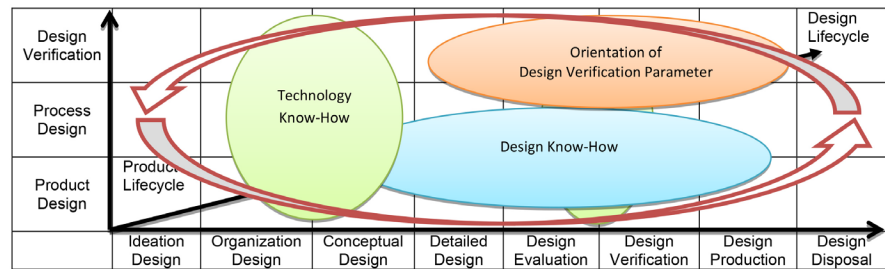 Design
Verification
Process
Design
Product
Design
Design
Lifecycle
Orientation of
Design Verification Parameter
Technology
Know-How
Design Know-How
Product
Lifecycle
Ideation
Design
Organization
Design
Conceptual
Design
Detailed
Design
Design
Evaluation
Design
Verification
Design
Production
Design
Disposal